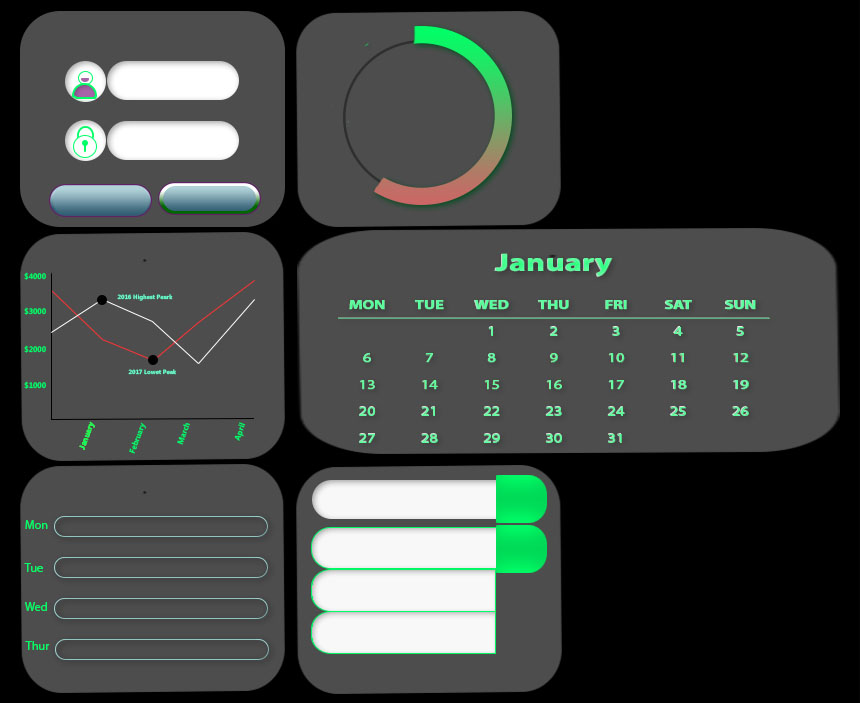 $4000
2016 Highest Peark
$3000
$2000
2017 Lowet Peak
$1000
January
February
March
April
January
MON TUE WED THU FRI SAT SUN
1 2 3 4 5
6 7 8 9 10 11 12
13 14 15 16 17 18 19
20 21 22 23 24 25 26
27 28 29 30 31
Mon
Tue
Wed
Thur